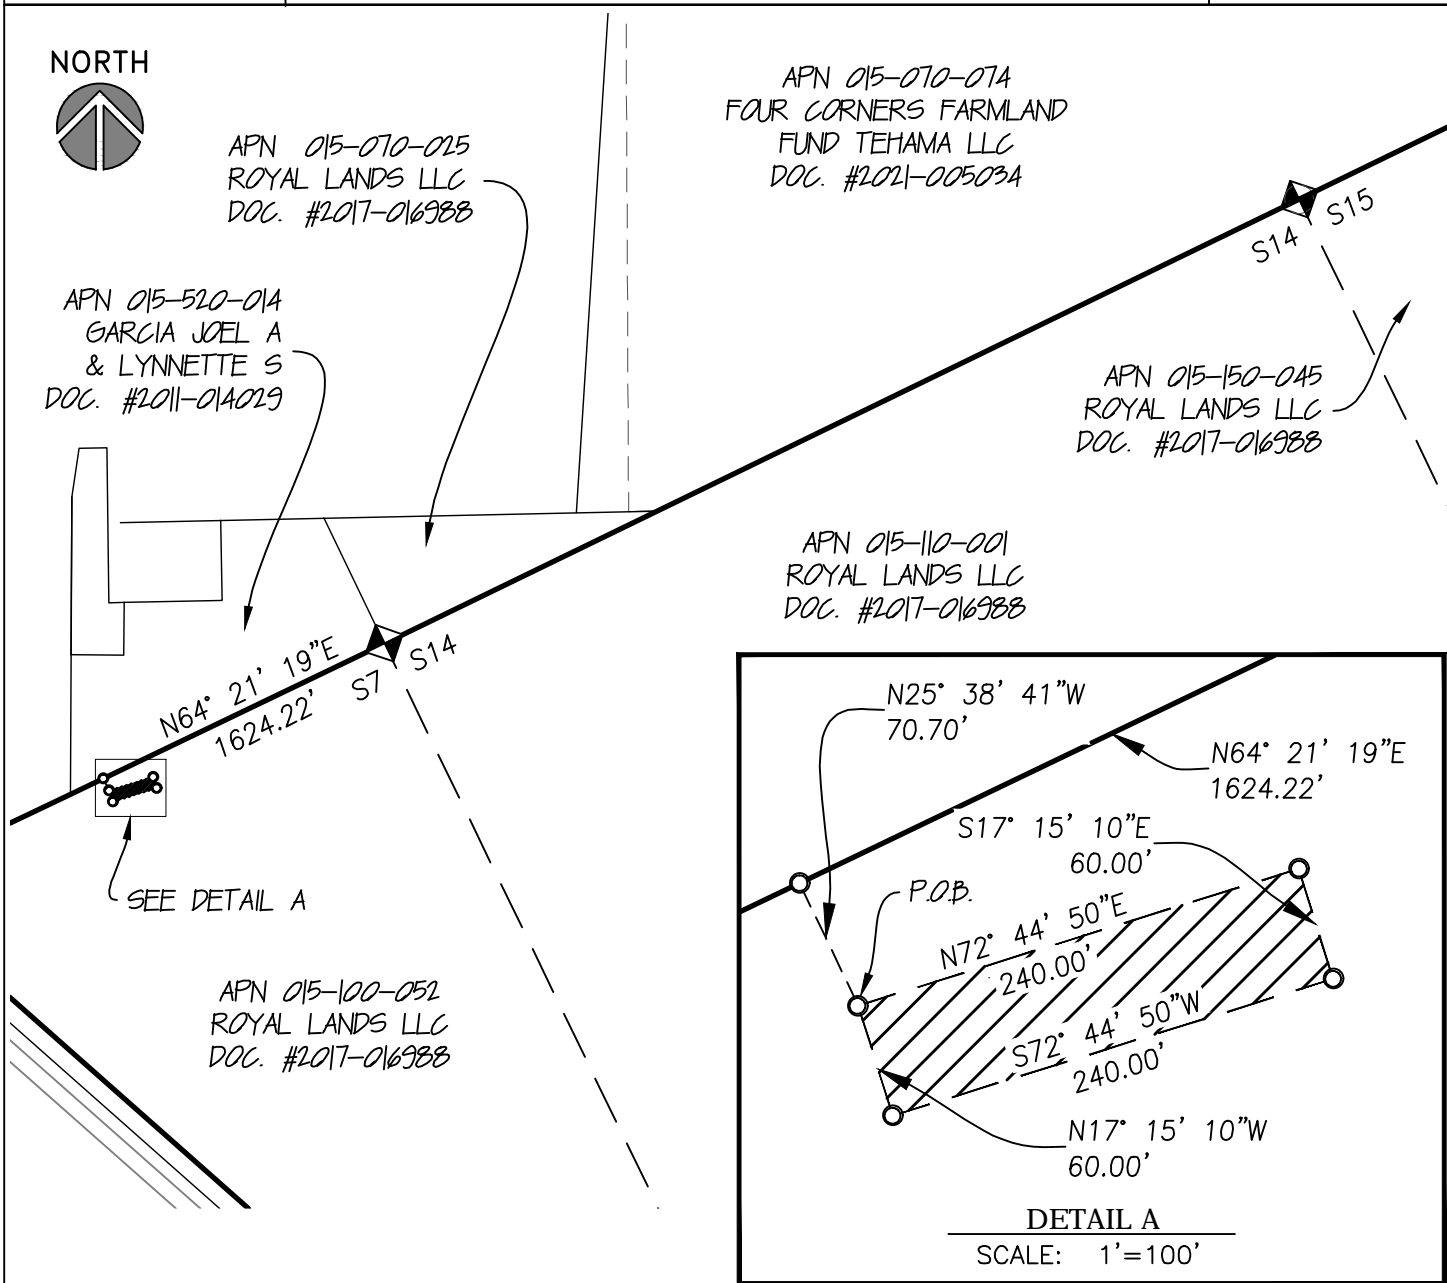 NORTH
APN 015-070-025
ROYAL LANDS LLC
DOC. #2017-016988
APN 015-070-074
FOUR CORNERS FARMLAND
FUND TEHAMA LLC
DOC. #2021-005034
S15
S14
APN 015-520-014
GARCIA JOEL A
& LYNNETTE S
DOC. #2011-014029
APN 015-150-045
ROYAL LANDS LLC
DOC. #2017-016988
APN 015-110-001
ROYAL LANDS LLC
DOC. #2017-016988
N64° 21' 19"E
1624.22'
S7
S14
SEE DETAIL A
APN 015-100-052
ROYAL LANDS LLC
DOC. #2017-016988
N25° 38' 41"W
70.70'
N64° 21' 19"E
1624.22'
S17° 15' 10"E
60.00'
P.O.B.
N72° 44' 50"E
240.00'
S72° 44' 50"W
240.00'
N17° 15' 10"W
60.00'
DETAIL A
SCALE: 1'=100'